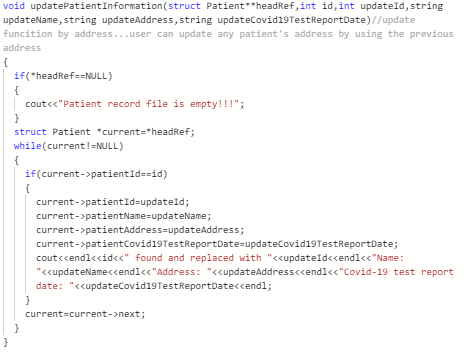 void updatePatientInformation(struct Patient**headRef,int id,int updateId,string
updateName,string updateAddress,string updateCovid19TestReportDate)//update
funcition by address...user can update any patient's address by using the previous
address
{
if(*headRef==NULL)
{
cout<<"Patient record file is empty!!!";
}
struct Patient *current=*headRef;
while(current!=NULL)
{
if(current->patientId==id)
{
current->patientId=updateId;
current->patientName=updateName;
current->patientAddress=updateAddress;
current->patientCovid19TestReportDate=updateCovid19TestReportDate;
cout<<endl<<id<<" found and replaced with "<<updateId<<endl<<"Name:
"<<updateName<<endl<<"Address: "<<updateAddress<<endl<<"Covid-19 test report
date: "<<updateCovid19TestReportDate<<endl;
}
current=current->next;
}
}